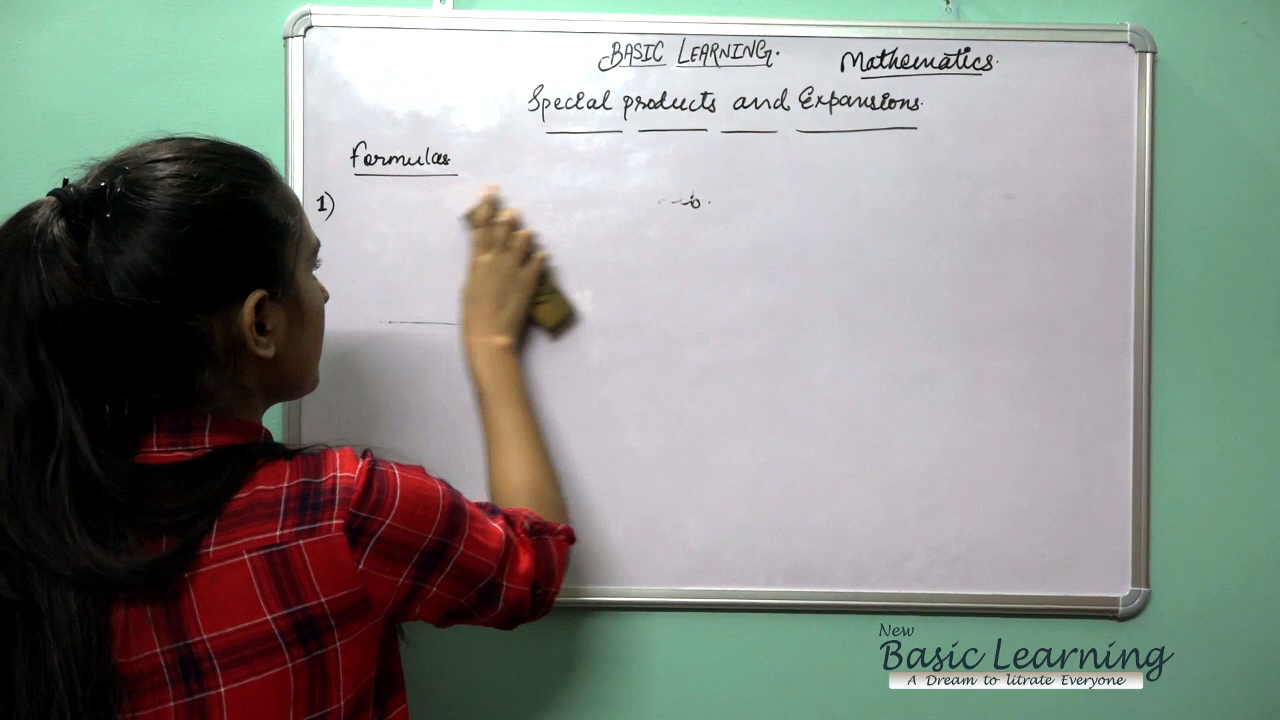 BASIC LEARNING.
Mathematics.
Special products and Expansions.
Formulas
1)
New
Basic Learning
A Dream to litrate Everyone